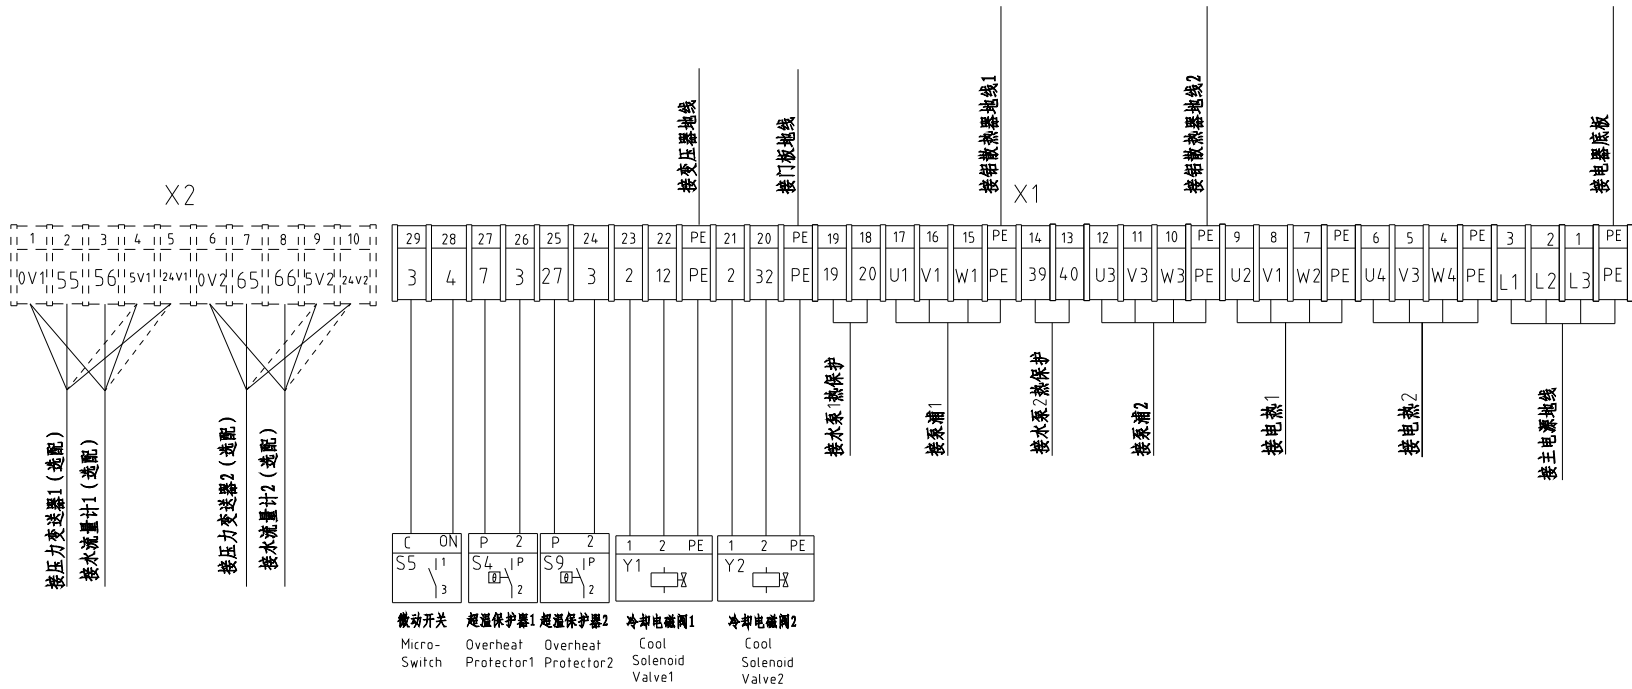 接变压器地线
接门板地线
接铝散热器地线1
接铝散热器地线2
接电器底板
X2
X1
1 2 3 4 5 6 7 8 9 10
0V1 55 56 5V1 24V1 0V2 65 66 5V2 24V2
29 28 27 26 25 24 23 22 PE 21 20 PE 19 18 17 16 15 PE 14 13 12 11 10 PE 9 8 7 PE 6 5 4 PE 3 2 1 PE
3 4 7 3 27 3 2 12 PE 2 32 PE 19 20 U1 V1 W1 PE 39 40 U3 V3 W3 PE U2 V1 W2 PE U4 V3 W4 PE L1 L2 L3 PE
接压力变送器1(选配)
接水流量计1(选配)
接压力变送器2(选配)
接水流量计2(选配)
接水泵1热保护
接泵浦1
接水泵2热保护
接泵浦2
接电热1
接电热2
接主电源地线
C ON
S5
1
3
P 2
S4
θ
P
2
P 2
S9
θ
P
2
1 2 PE
Y1
1 2 PE
Y2
微动开关
超温保护器1
超温保护器2
冷却电磁阀1
冷却电磁阀2
Micro-
Switch
Overheat
Protector1
Overheat
Protector2
Cool
Solenoid
Valve1
Cool
Solenoid
Valve2